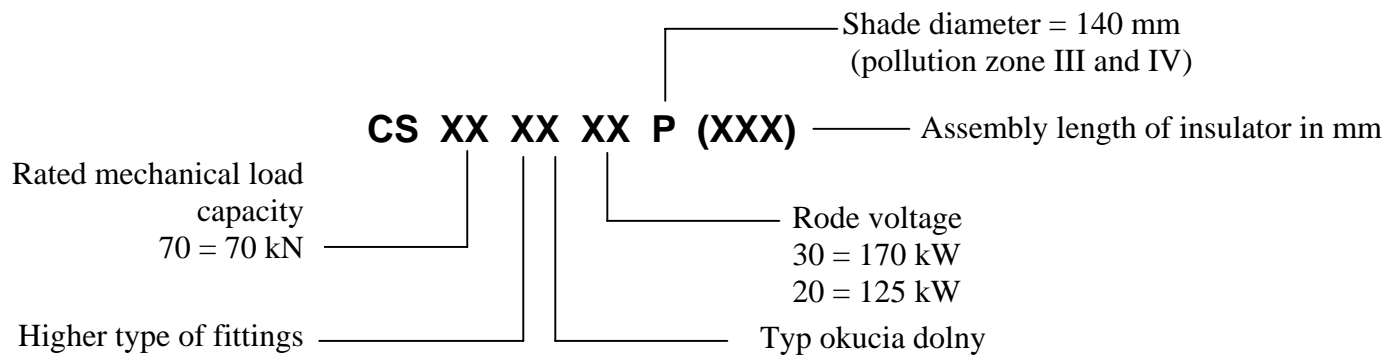 Shade diameter = 140 mm
(pollution zone III and IV)
CS XX XX XX P (XXX)
Assembly length of insulator in mm
Rated mechanical load
capacity
70 = 70 kN
Rode voltage
30 = 170 kW
20 = 125 kW
Higher type of fittings
Typ okucia dolny